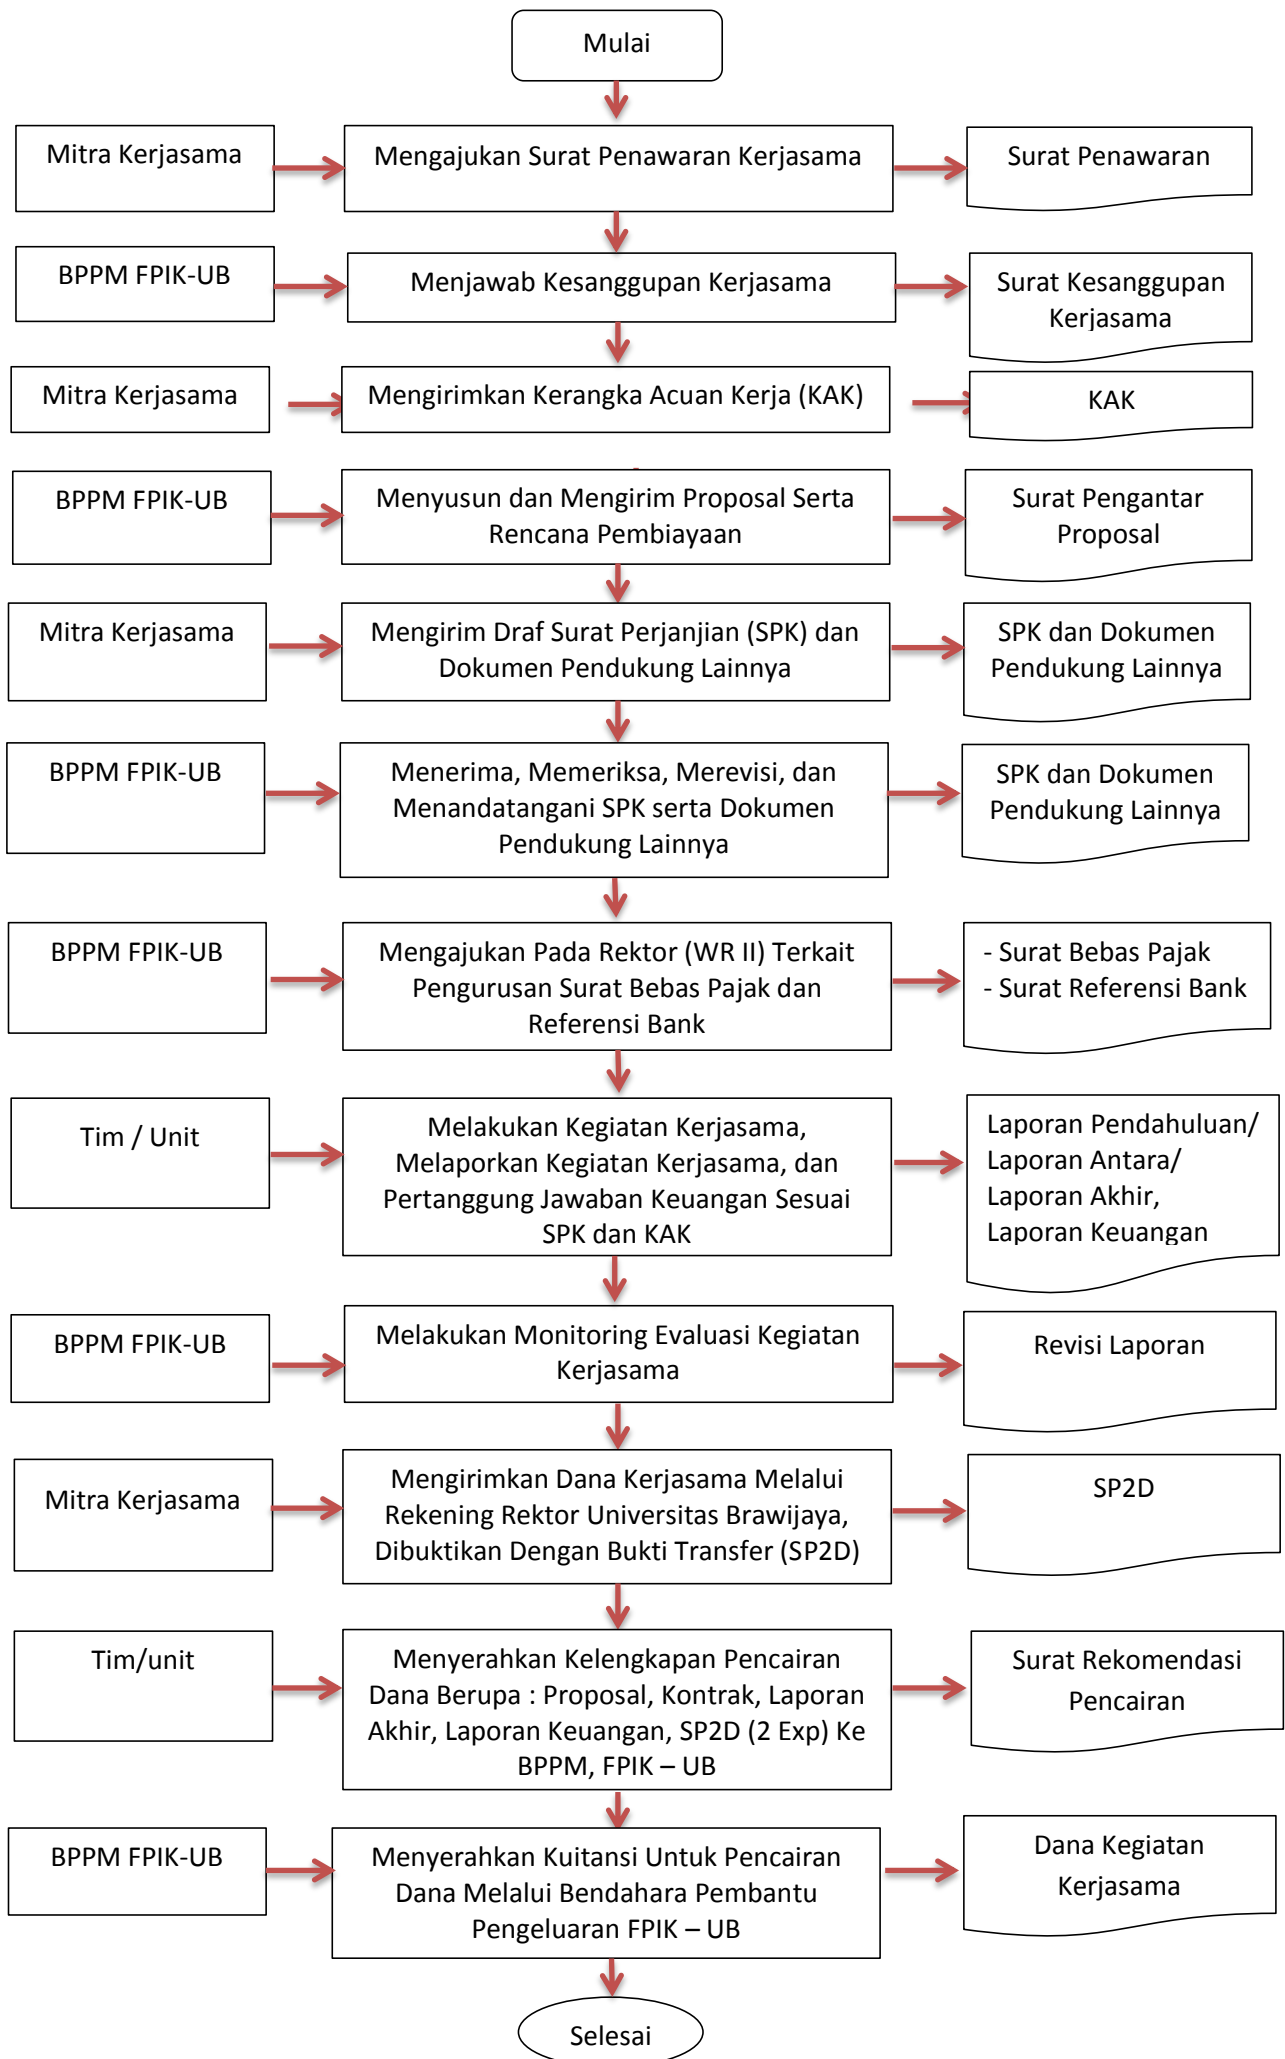 Mulai
Mitra Kerjasama
Mengajukan Surat Penawaran Kerjasama
Surat Penawaran
BPPM FPIK-UB
Menjawab Kesanggupan Kerjasama
Surat Kesanggupan
Kerjasama
Mitra Kerjasama
Mengirimkan Kerangka Acuan Kerja (KAK)
KAK
BPPM FPIK-UB
Menyusun dan Mengirim Proposal Serta
Rencana Pembiayaan
Surat Pengantar
Proposal
Mitra Kerjasama
Mengirim Draf Surat Perjanjian (SPK) dan
Dokumen Pendukung Lainnya
SPK dan Dokumen
Pendukung Lainnya
BPPM FPIK-UB
Menerima, Memeriksa, Merevisi, dan
Menandatangani SPK serta Dokumen
Pendukung Lainnya
SPK dan Dokumen
Pendukung Lainnya
BPPM FPIK-UB
Mengajukan Pada Rektor (WR II) Terkait
Pengurusan Surat Bebas Pajak dan
Referensi Bank
- Surat Bebas Pajak
- Surat Referensi Bank
Tim / Unit
Melakukan Kegiatan Kerjasama,
Melaporkan Kegiatan Kerjasama, dan
Pertanggung Jawaban Keuangan Sesuai
SPK dan KAK
Laporan Pendahuluan/
Laporan Antara/
Laporan Akhir,
Laporan Keuangan
BPPM FPIK-UB
Melakukan Monitoring Evaluasi Kegiatan
Kerjasama
Revisi Laporan
Mitra Kerjasama
Mengirimkan Dana Kerjasama Melalui
Rekening Rektor Universitas Brawijaya,
Dibuktikan Dengan Bukti Transfer (SP2D)
SP2D
Tim/unit
Menyerahkan Kelengkapan Pencairan
Dana Berupa : Proposal, Kontrak, Laporan
Akhir, Laporan Keuangan, SP2D (2 Exp) Ke
BPPM, FPIK – UB
Surat Rekomendasi
Pencairan
BPPM FPIK-UB
Menyerahkan Kuitansi Untuk Pencairan
Dana Melalui Bendahara Pembantu
Pengeluaran FPIK – UB
Dana Kegiatan
Kerjasama
Selesai